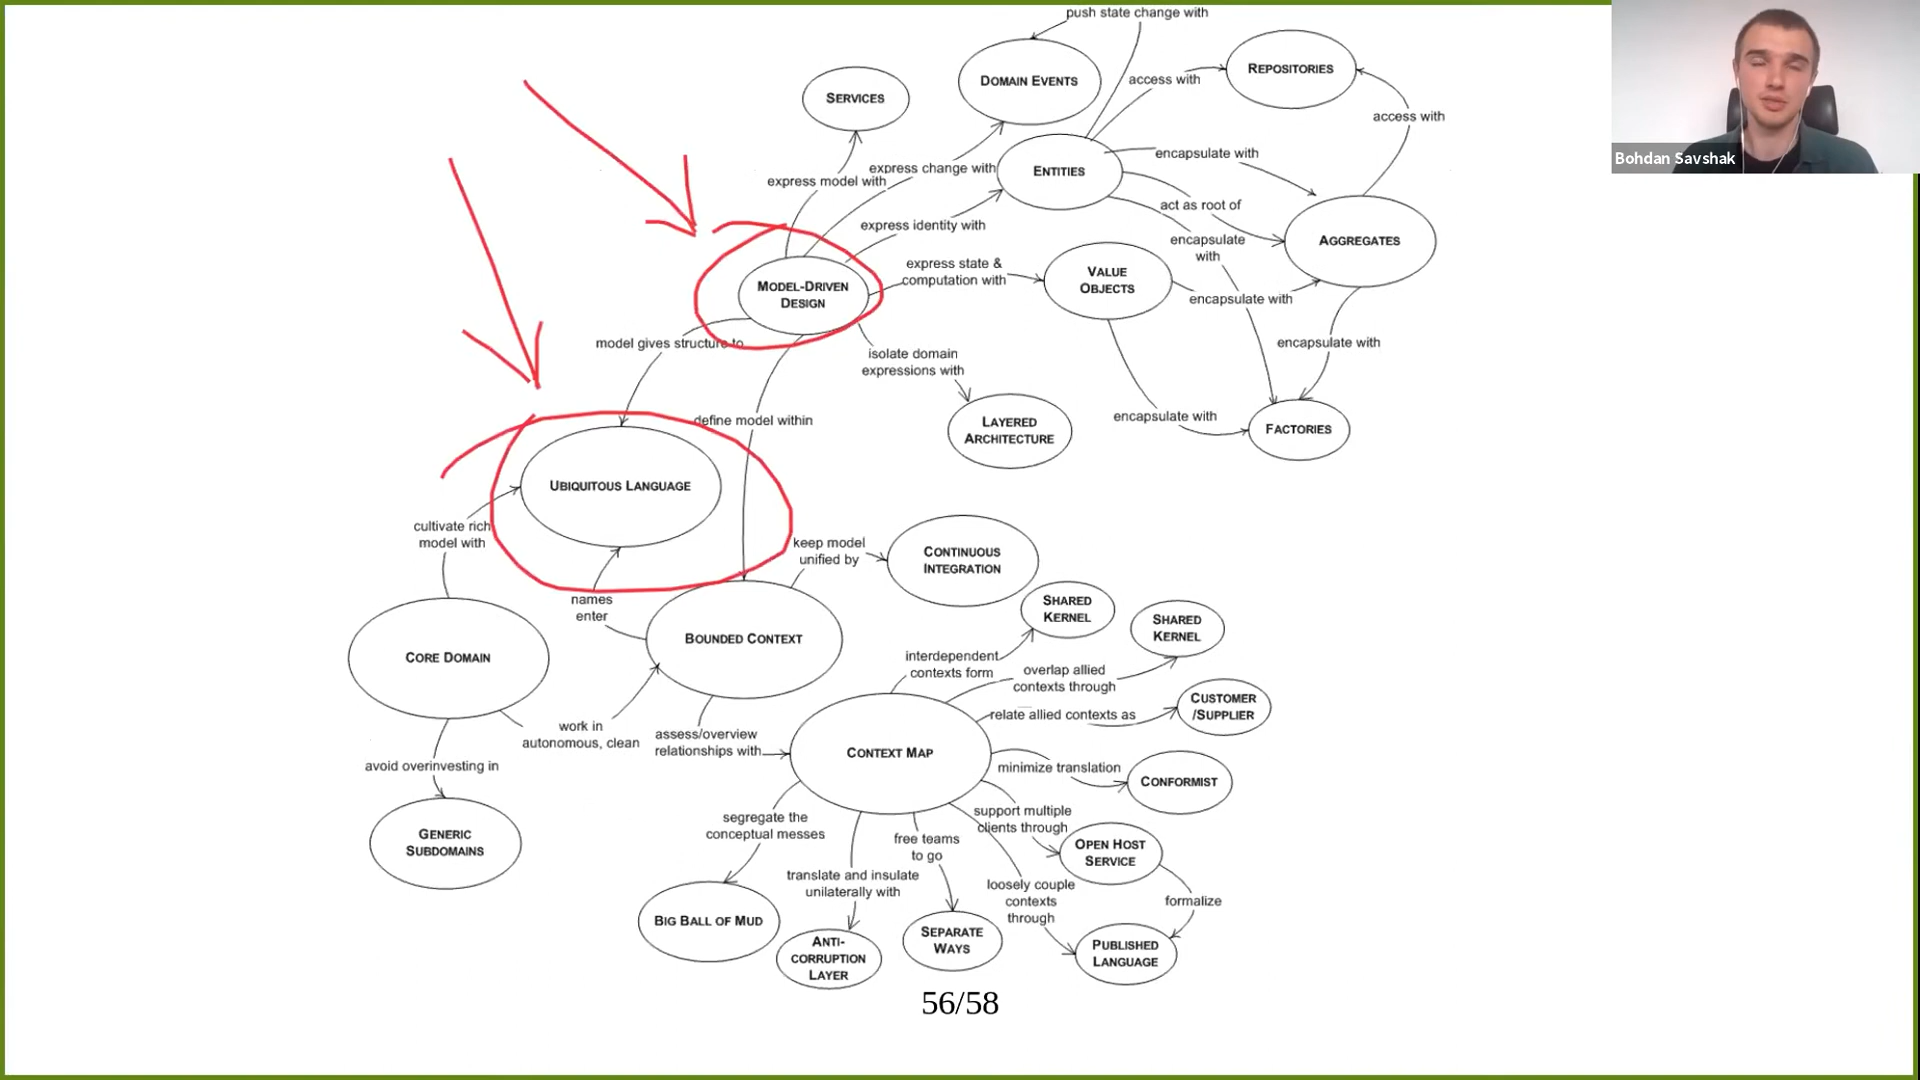 push state change with
DOMAIN EVENTS
access with
REPOSITORIES
SERVICES
access with
Bohdan Savshak
express change with
express model with
ENTITIES
encapsulate with
act as root of
express identity with
encapsulate
with
AGGREGATES
express state &
computation with
VALUE
OBJECTS
encapsulate with
MODEL-DRIVEN
DESIGN
model gives structure to
isolate domain
expressions with
encapsulate with
define model within
LAYERED
ARCHITECTURE
encapsulate with
FACTORIES
UBIQUITOUS LANGUAGE
cultivate rich
model with
keep model
unified by
CONTINUOUS
INTEGRATION
names
enter
SHARED
KERNEL
SHARED
KERNEL
CORE DOMAIN
BOUNDED CONTEXT
interdependent
contexts form
overlap allied
contexts through
CUSTOMER
/SUPPLIER
relate allied contexts as
work in
autonomous, clean
assess/overview
relationships with
CONTEXT MAP
minimize translation
CONFORMIST
avoid overinvesting in
segregate the
conceptual messes
support multiple
clients through
free teams
to go
GENERIC
SUBDOMAINS
OPEN HOST
SERVICE
translate and insulate
unilaterally with
loosely couple
contexts
through
formalize
BIG BALL OF MUD
ANTI-
CORRUPTION
LAYER
SEPARATE
WAYS
PUBLISHED
LANGUAGE
56/58